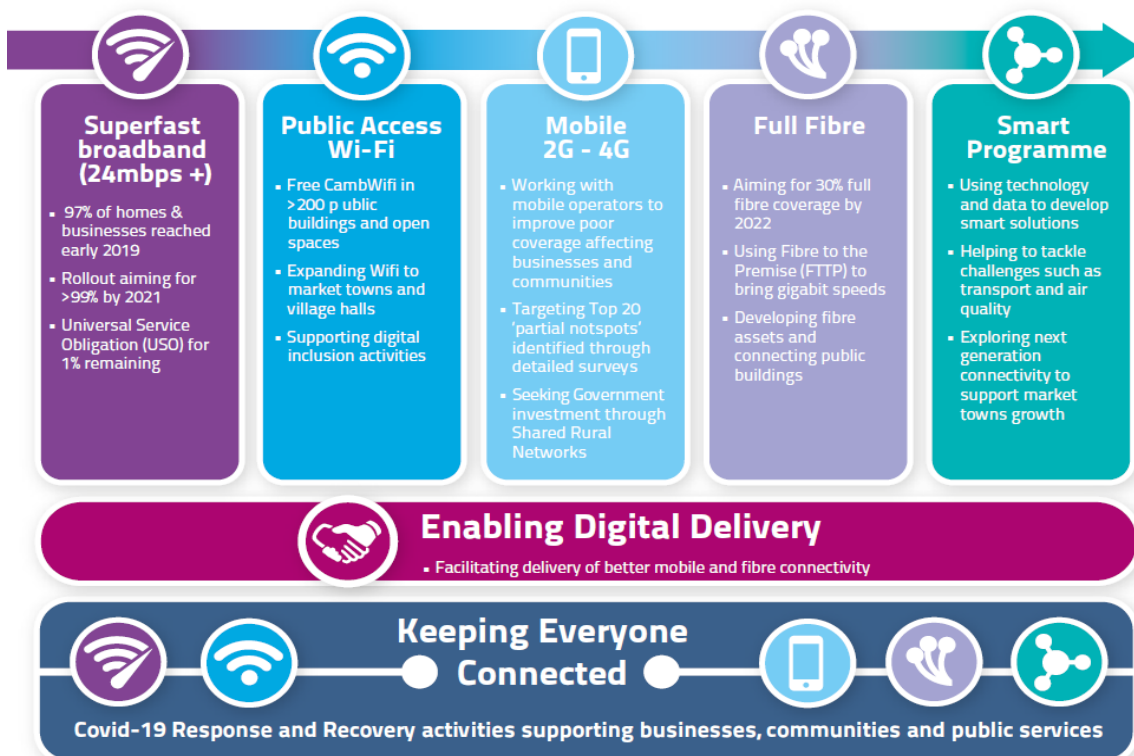 Superfast
broadband
(24mbps +)
▪ 97% of homes &
businesses reached
early 2019
▪ Rollout aiming for
>99% by 2021
▪ Universal Service
Obligation (USO) for
1% remaining
Public Access
Wi-Fi
▪ Free CambWifi in
>200 p ublic
buildings and open
spaces
▪ Expanding Wifi to
market towns and
village halls
▪ Supporting digital
inclusion activities
Mobile
2G - 4G
▪ Working with
mobile operators to
improve poor
coverage affecting
businesses and
communities
▪ Targeting Top 20
'partial notspots'
identified through
detailed surveys
▪ Seeking Government
investment through
Shared Rural
Networks
Full Fibre
▪ Aiming for 30% full
fibre coverage by
2022
▪ Using Fibre to the
Premise (FTTP) to
bring gigabit speeds
▪ Developing fibre
assets and
connecting public
buildings
Smart
Programme
▪ Using technology
and data to develop
smart solutions
▪ Helping to tackle
challenges such as
transport and air
quality
▪ Exploring next
generation
connectivity to
support market
towns growth
Enabling Digital Delivery
▪ Facilitating delivery of better mobile and fibre connectivity
Keeping Everyone
Connected
Covid-19 Response and Recovery activities supporting businesses, communities and public services